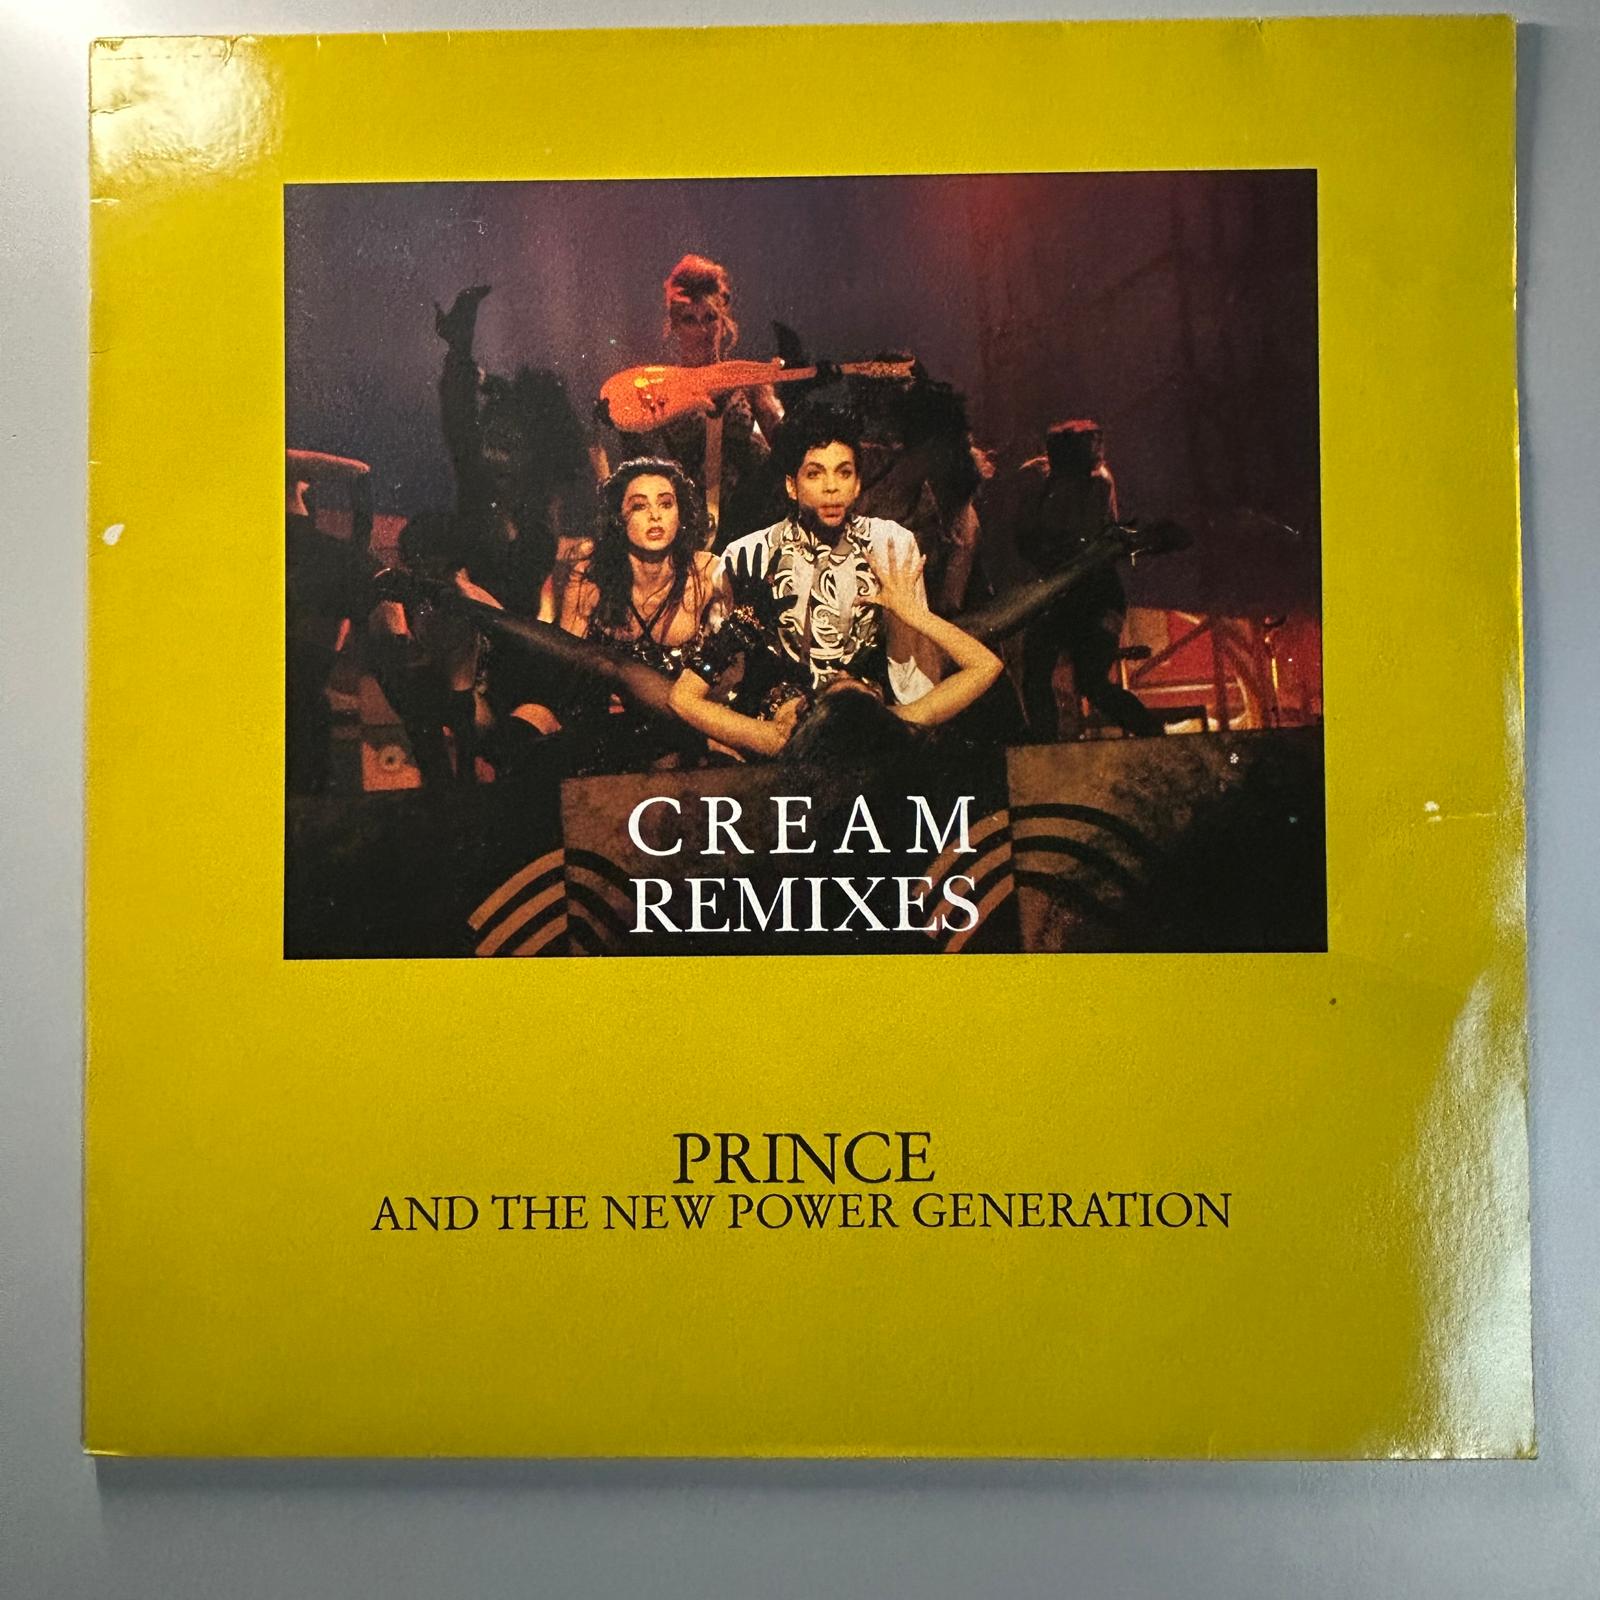 CREAM
REMIXES
PRINCE
AND THE NEW POWER GENERATION